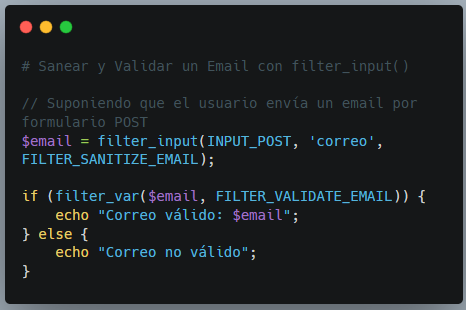 # Sanear y Validar un Email con filter_input()

// Suponiendo que el usuario envía un email por
formulario POST
$email = filter_input(INPUT_POST, 'correo',
FILTER_SANITIZE_EMAIL);

if (filter_var($email, FILTER_VALIDATE_EMAIL)) {
    echo "Correo válido: $email";
} else {
    echo "Correo no válido";
}